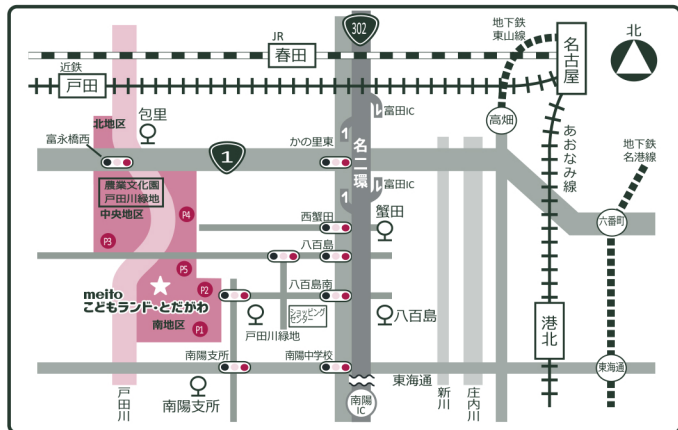 302
JR
春田
近鉄
戸田
地下鉄
東山線
名古屋
北
北地区
包里
富永橋西
1
かの里東
富田IC
1
名二環
高畑
あおなみ線
地下鉄
名港線
農業文化園
戸田川緑地
中央地区
P4
P3
1
富田IC
西蟹田
蟹田
六番町
八百島
P5
meito
こどもランド・とだがわ
P2
八百島南
ショッピング
センター
戸田川緑地
八百島
南地区
P1
港北
南陽支所
南陽中学校
東海通
東海通
戸田川
南陽支所
南陽
IC
新川
庄内川